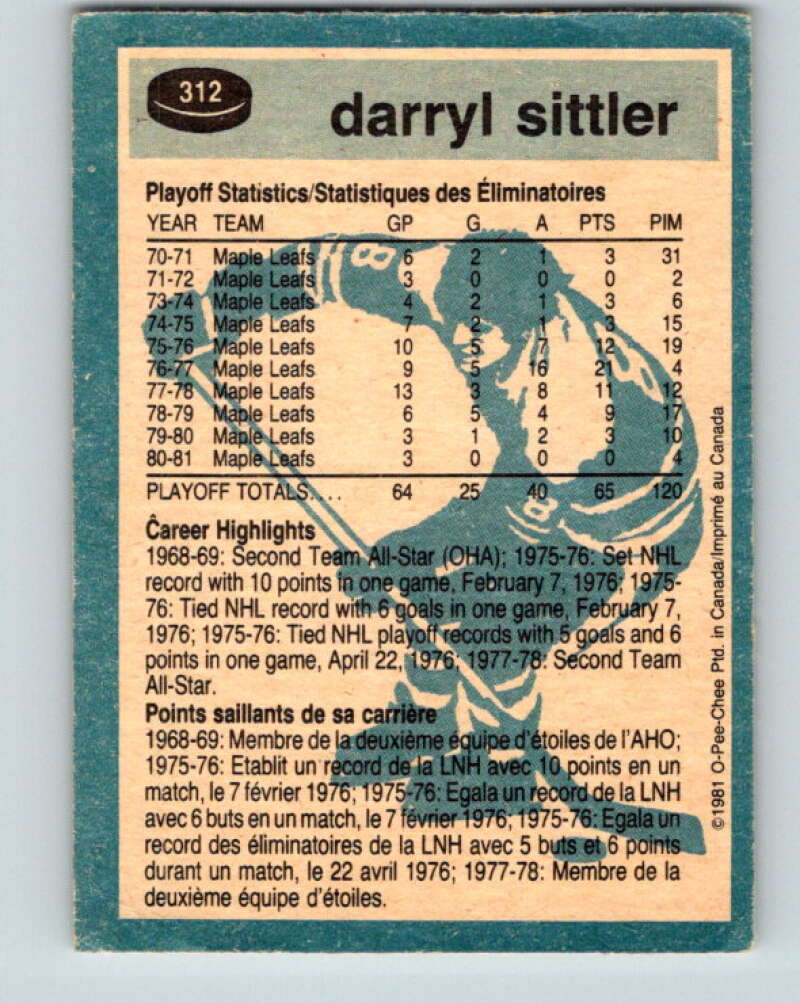 312
darryl sittler
Playoff Statistics/Statistiques des Éliminatoires
YEAR TEAM GP G A PTS PIM
70-71 Maple Leafs 6 2 1 3 31
71-72 Maple Leafs 3 0 0 0 2
73-74 Maple Leafs 4 2 1 3 6
74-75 Maple Leafs 7 2 1 3 15
75-76 Maple Leafs 10 5 7 12 19
76-77 Maple Leafs 9 5 16 21 4
77-78 Maple Leafs 13 3 8 11 12
78-79 Maple Leafs 6 5 4 9 17
79-80 Maple Leafs 3 1 2 3 10
80-81 Maple Leafs 3 0 0 0 4
PLAYOFF TOTALS.... 64 25 40 65 120
Career Highlights
1968-69: Second Team All-Star (OHA); 1975-76: Set NHL
record with 10 points in one game, February 7, 1976; 1975-
76: Tied NHL record with 6 goals in one game, February 7,
1976; 1975-76: Tied NHL playoff records with 5 goals and 6
points in one game, April 22, 1976; 1977-78: Second Team
All-Star.
Points saillants de sa carrière
1968-69: Membre de la deuxième équipe d'étoiles de l'AHO;
1975-76: Etablit un record de la LNH avec 10 points en un
match, le 7 février 1976; 1975-76: Egala un record de la LNH
avec 6 buts en un match, le 7 février 1976; 1975-76: Egala un
record des éliminatoires de la LNH avec 5 buts et 6 points
durant un match, le 22 avril 1976; 1977-78: Membre de la
deuxième équipe d'étoiles.
©1981 O-Pee-Chee Ptd. in Canada/Imprimé au Canada
8
8